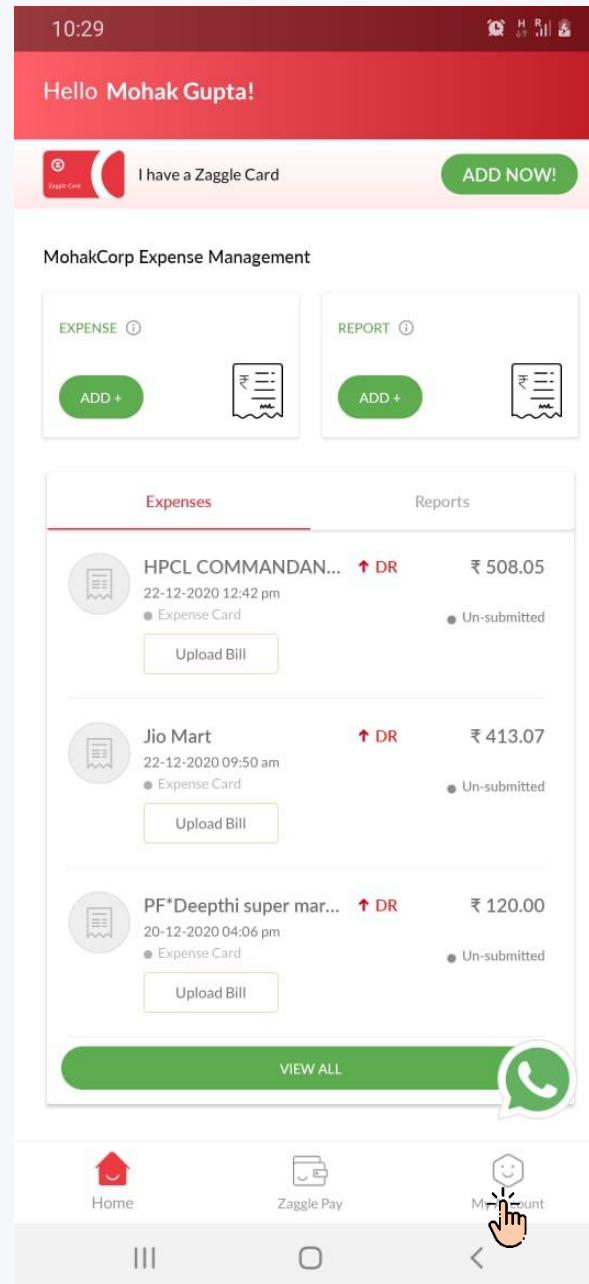 10:29
Hello Mohak Gupta!
Zaggle Card
I have a Zaggle Card
ADD NOW!
MohakCorp Expense Management
EXPENSE
REPORT
ADD +
₹
ADD +
₹
Expenses
Reports
HPCL COMMANDAN... ↑ DR ₹ 508.05
22-12-2020 12:42 pm
Expense Card
Un-submitted
Upload Bill
Jio Mart ↑ DR ₹ 413.07
22-12-2020 09:50 am
Expense Card
Un-submitted
Upload Bill
PF*Deepthi super mar... ↑ DR ₹ 120.00
20-12-2020 04:06 pm
Expense Card
Un-submitted
Upload Bill
VIEW ALL
Home
Zaggle Pay